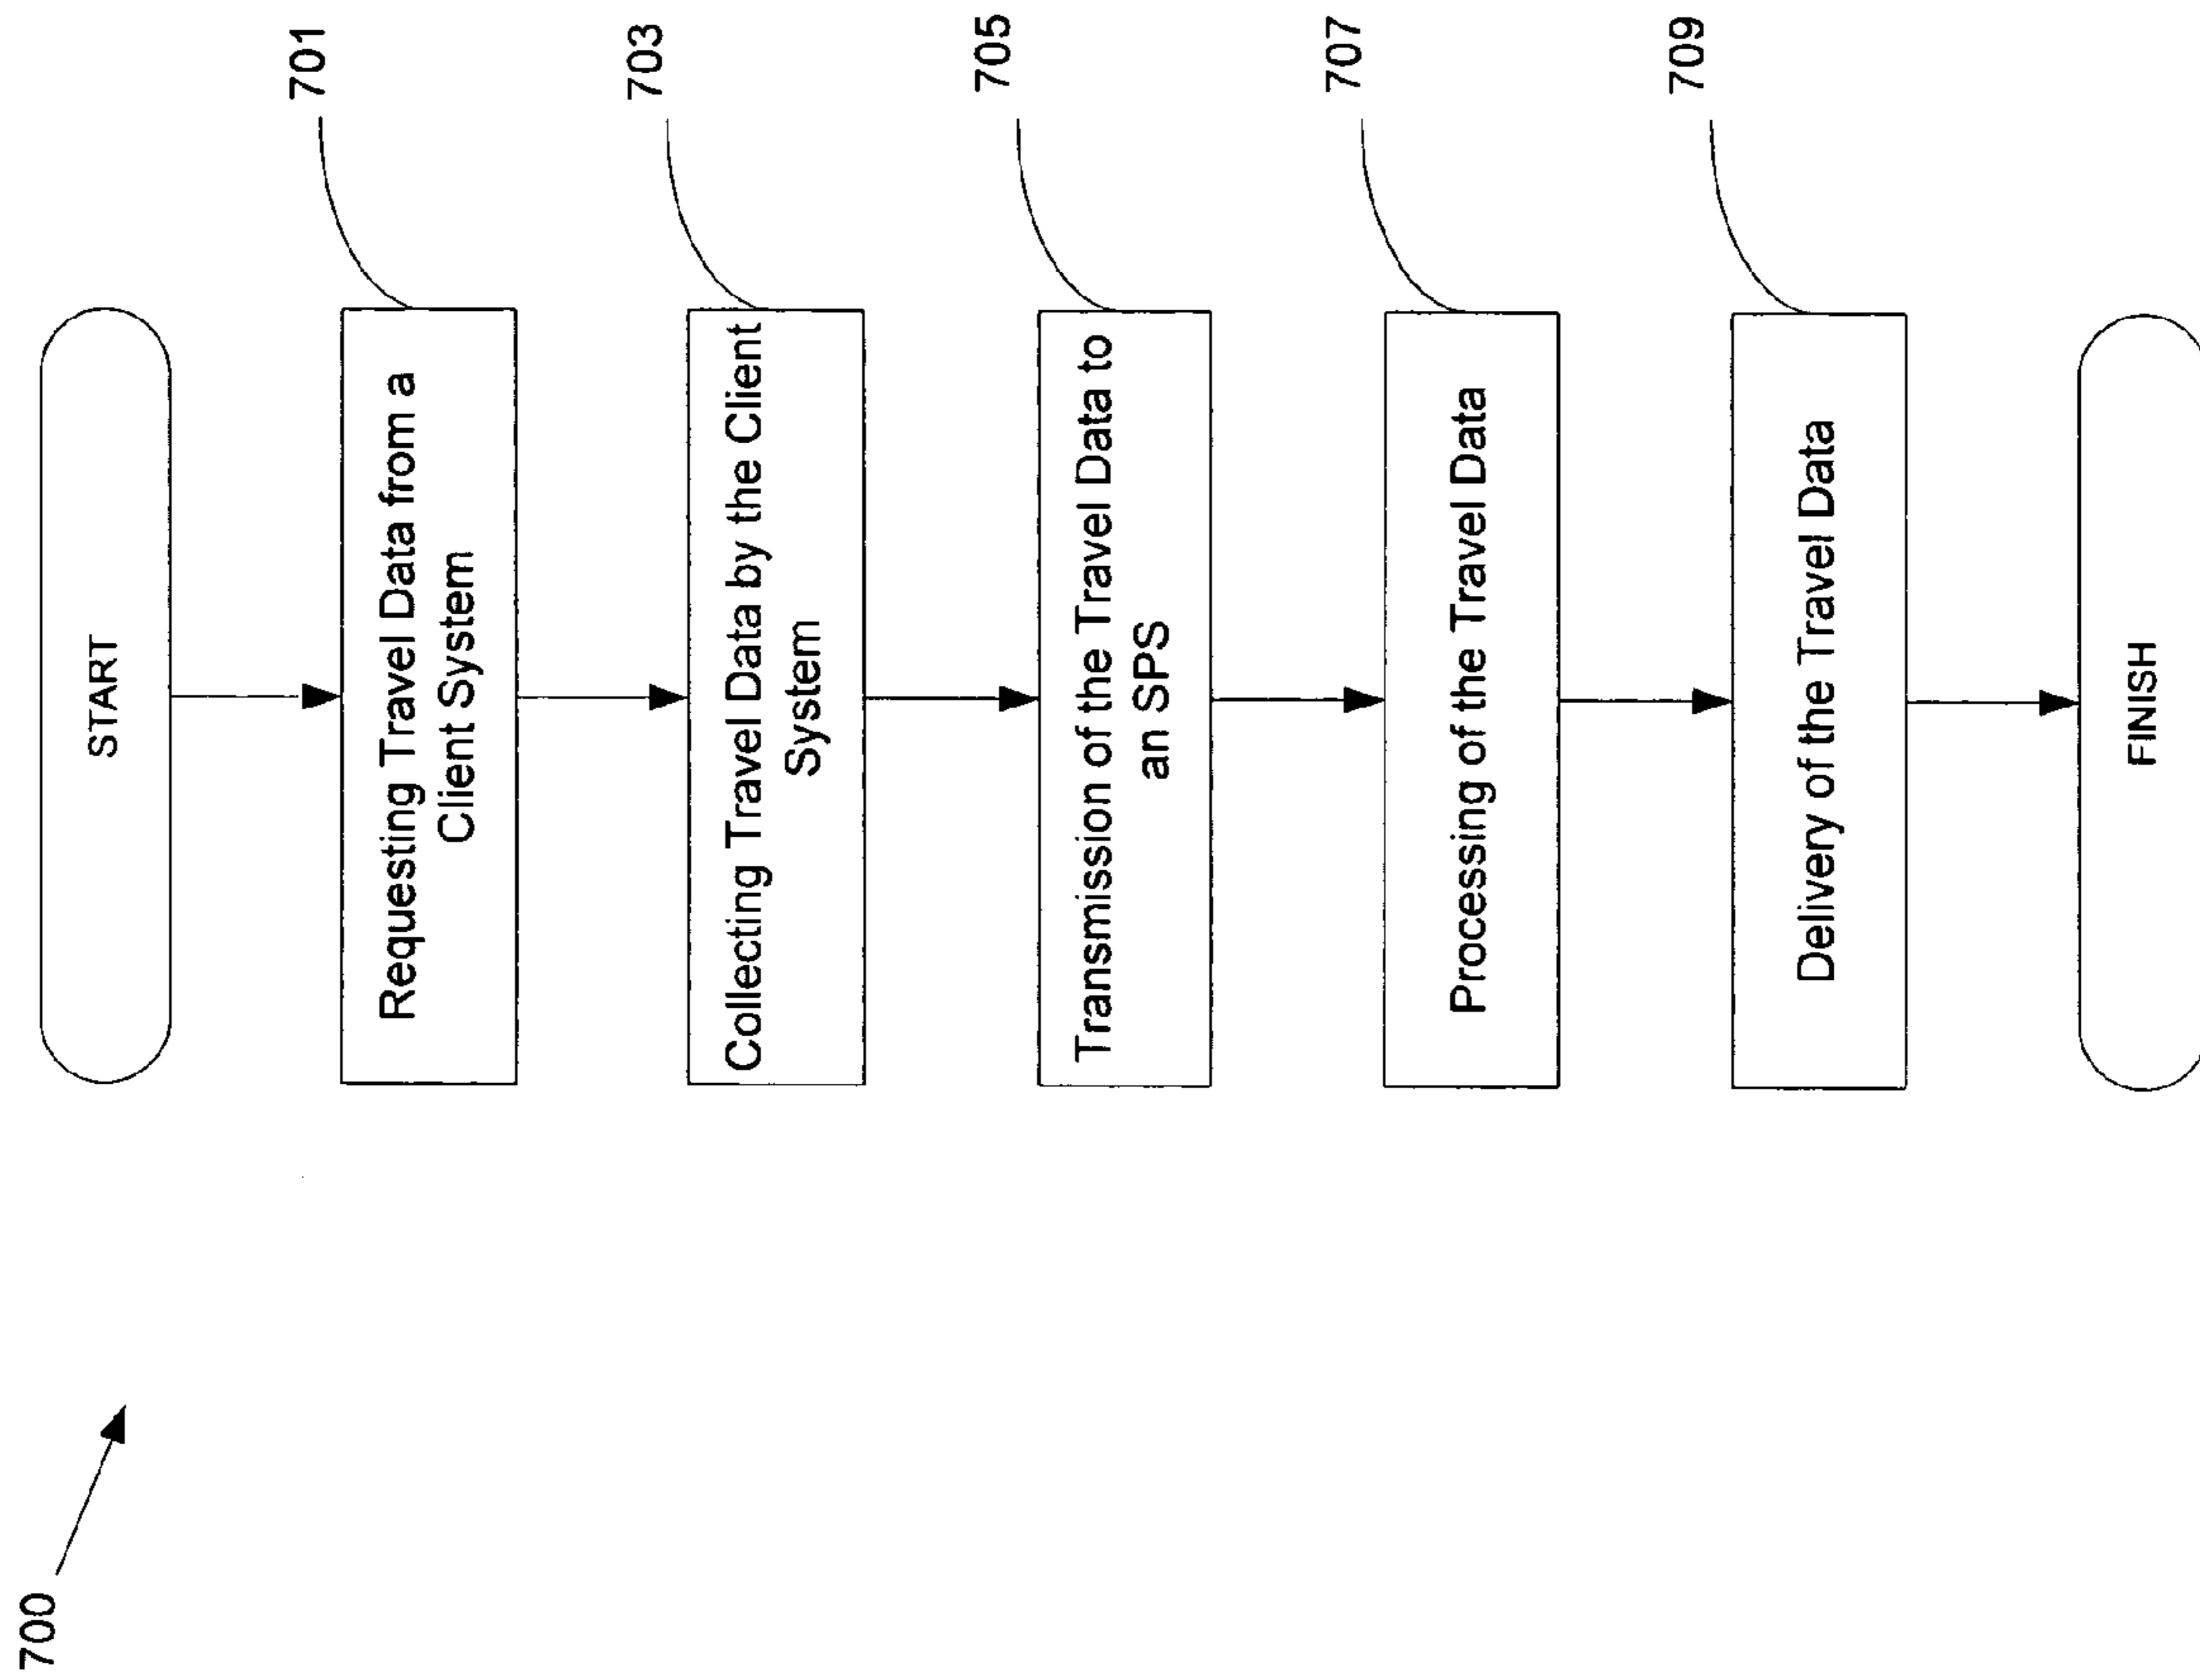 700
START
701
Requesting Travel Data from a
Client System
703
Collecting Travel Data by the Client
System
705
Transmission of the Travel Data to
an SPS
707
Processing of the Travel Data
709
Delivery of the Travel Data
FINISH